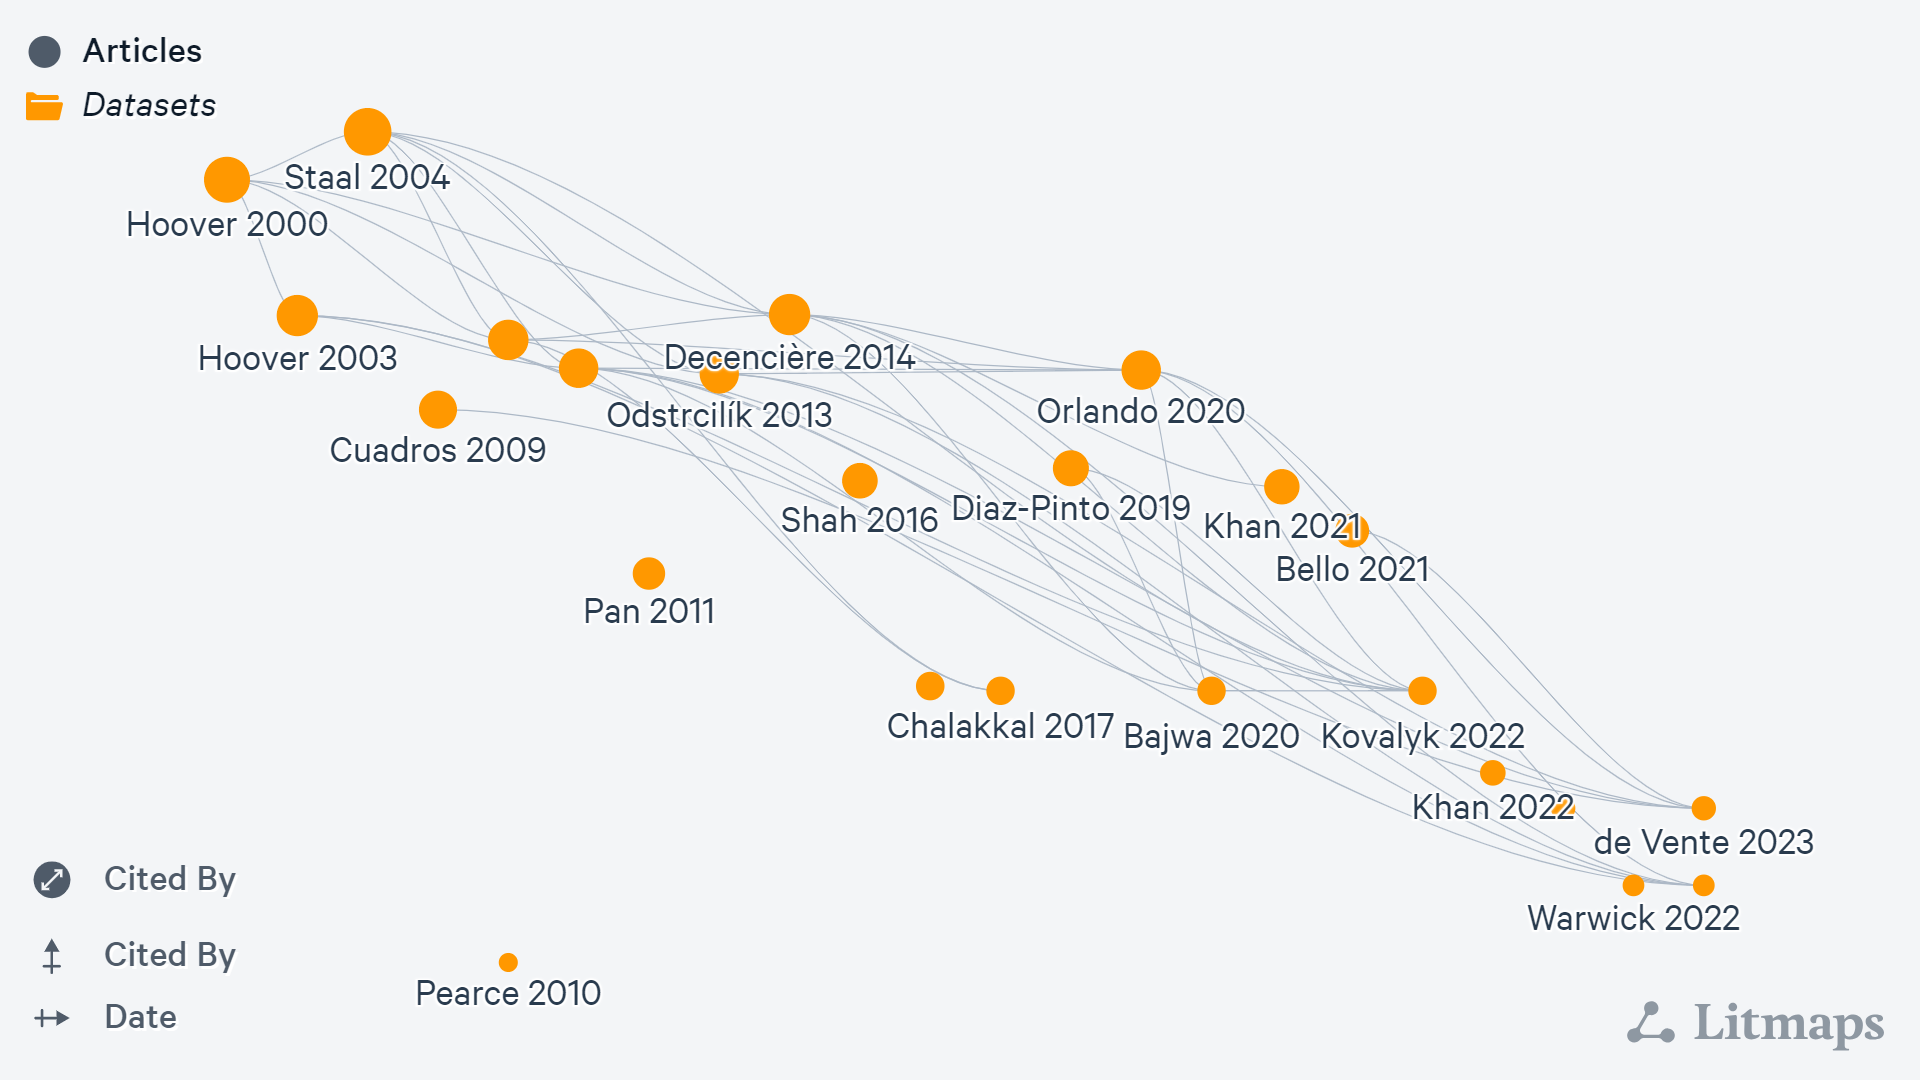 Articles
Datasets
Staal 2004
Hoover 2000
Hoover 2003
Decencière 2014
Odstrcilík 2013
Orlando 2020
Cuadros 2009
Shah 2016
Diaz-Pinto 2019
Khan 2021
Bello 2021
Pan 2011
Chalakkal 2017
Bajwa 2020
Kovalyk 2022
Khan 2022
de Vente 2023
Warwick 2022
Pearce 2010
Cited By
Cited By
Date
Litmaps